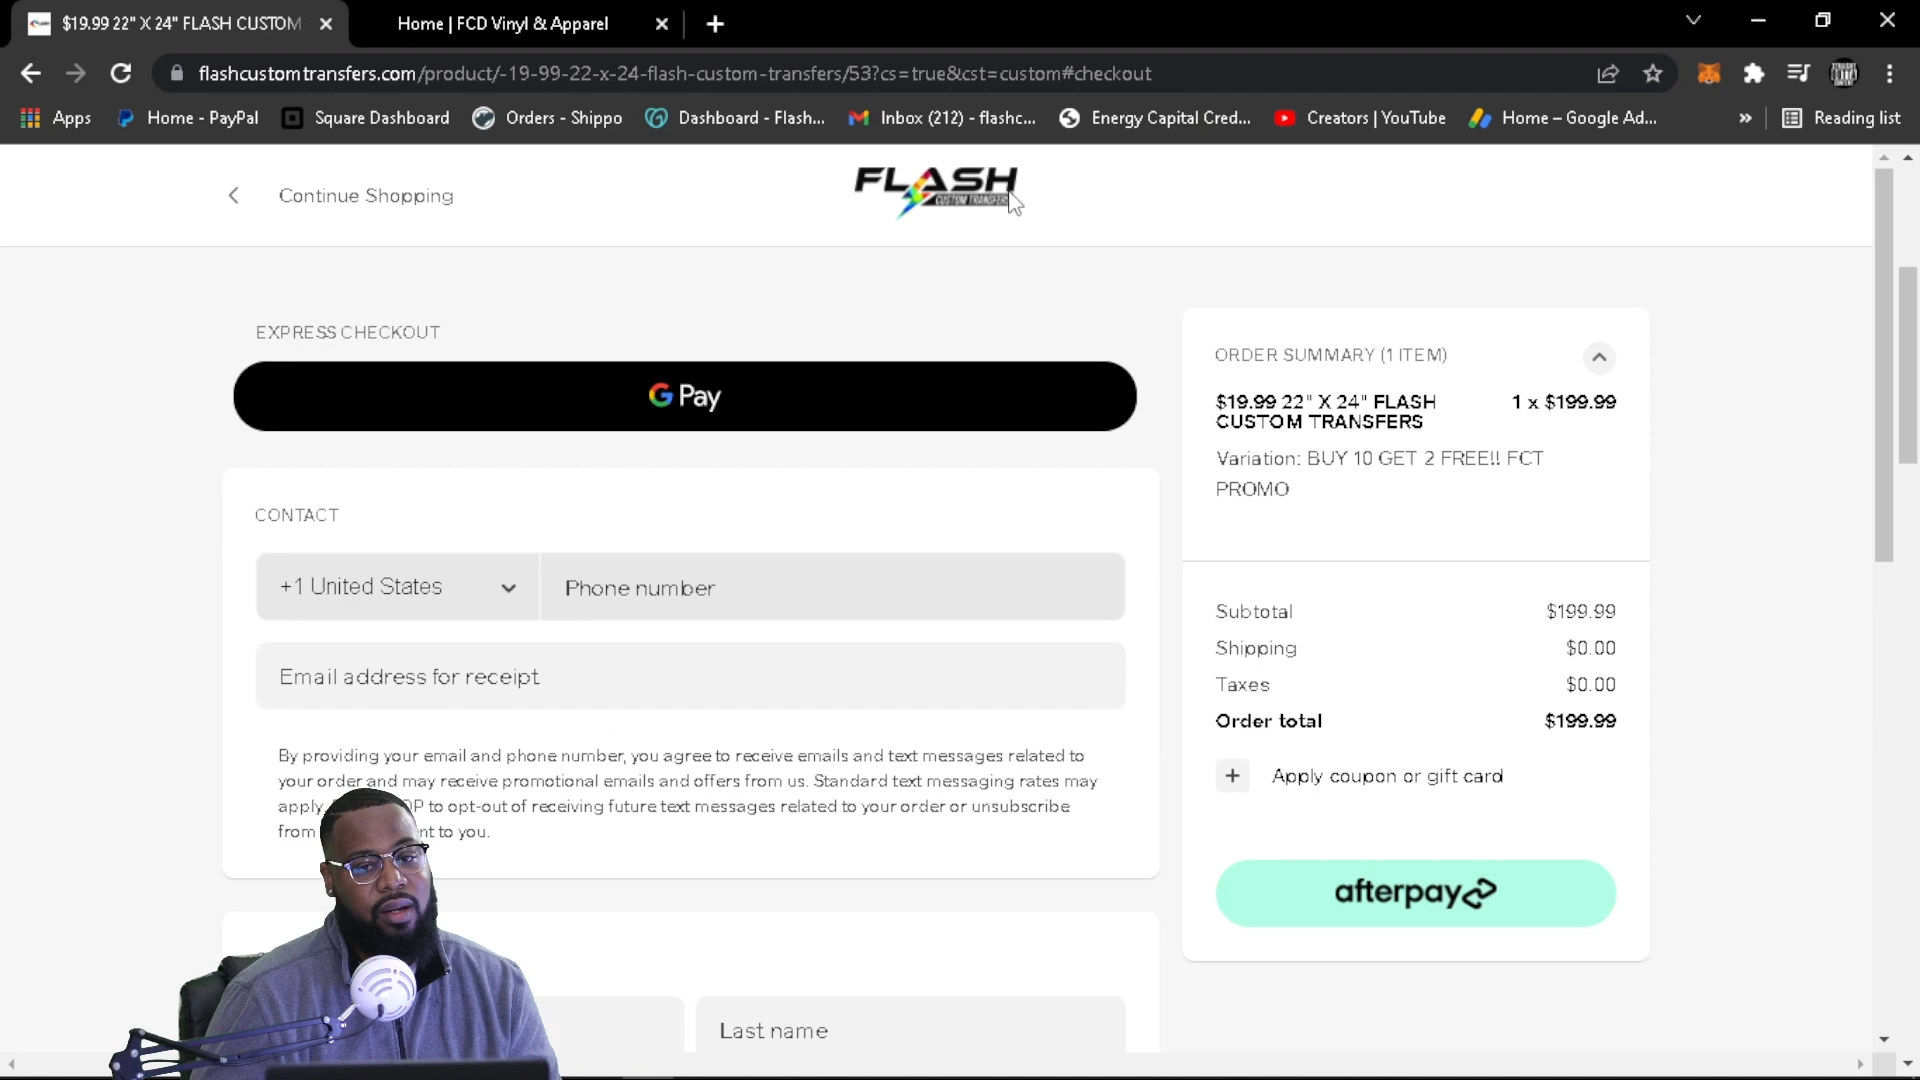 $19.99 22" X 24" FLASH CUSTOM
Home | FCD Vinyl & Apparel
flashcustomtransfers.com/product/-19-99-22-x-24-flash-custom-transfers/53?cs=true&cst=custom#checkout
Apps
Home - PayPal
Square Dashboard
Orders - Shippo
Dashboard - Flash...
Inbox (212) - flashc...
Energy Capital Cred...
Creators | YouTube
Home – Google Ad...
Reading list
Continue Shopping
FLASH
CUSTOM TRANSFERS
EXPRESS CHECKOUT
G Pay
CONTACT
+1 United States
Phone number
Email address for receipt
By providing your email and phone number, you agree to receive emails and text messages related to
your order and may receive promotional emails and offers from us. Standard text messaging rates may
apply. OP to opt-out of receiving future text messages related to your order or unsubscribe
from nt to you.
Last name
ORDER SUMMARY (1 ITEM)
$19.99 22" X 24" FLASH 1 x $199.99
CUSTOM TRANSFERS
Variation: BUY 10 GET 2 FREE!! FCT
PROMO
Subtotal $199.99
Shipping $0.00
Taxes $0.00
Order total $199.99
+ Apply coupon or gift card
afterpay